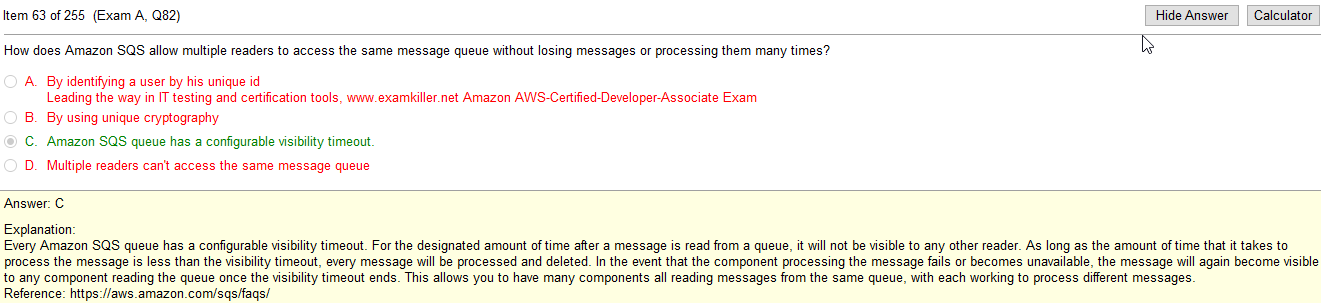 Item 63 of 255 (Exam A, Q82)
Hide Answer
Calculator
How does Amazon SQS allow multiple readers to access the same message queue without losing messages or processing them many times?
A. By identifying a user by his unique id
Leading the way in IT testing and certification tools, www.examkiller.net Amazon AWS-Certified-Developer-Associate Exam
B. By using unique cryptography
C. Amazon SQS queue has a configurable visibility timeout.
D. Multiple readers can't access the same message queue
Answer: C
Explanation:
Every Amazon SQS queue has a configurable visibility timeout. For the designated amount of time after a message is read from a queue, it will not be visible to any other reader. As long as the amount of time that it takes to
process the message is less than the visibility timeout, every message will be processed and deleted. In the event that the component processing the message fails or becomes unavailable, the message will again become visible
to any component reading the queue once the visibility timeout ends. This allows you to have many components all reading messages from the same queue, with each working to process different messages.
Reference: https://aws.amazon.com/sqs/faqs/